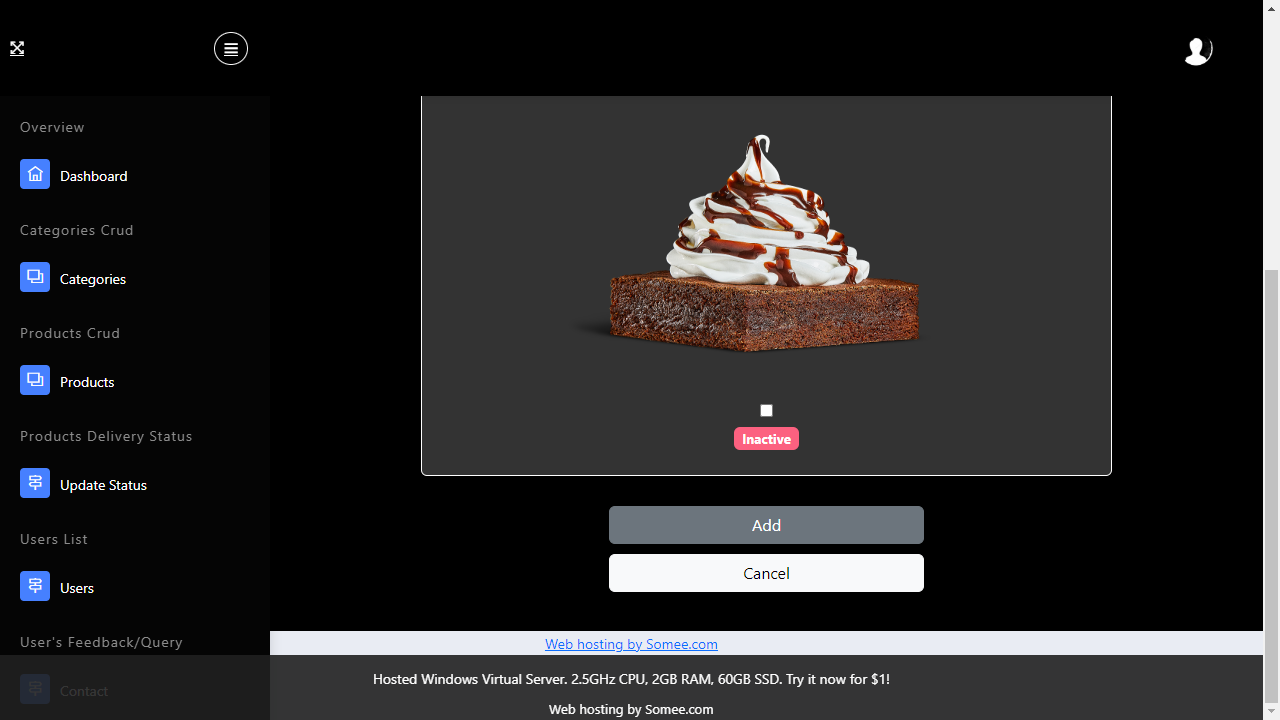 Overview
Dashboard
Categories Crud
Categories
Products Crud
Products
Products Delivery Status
Update Status
Users List
Users
User's Feedback/Query
Contact
Inactive
Add
Cancel
Web hosting by Somee.com
Hosted Windows Virtual Server. 2.5GHz CPU, 2GB RAM, 60GB SSD. Try it now for $1!
Web hosting by Somee.com